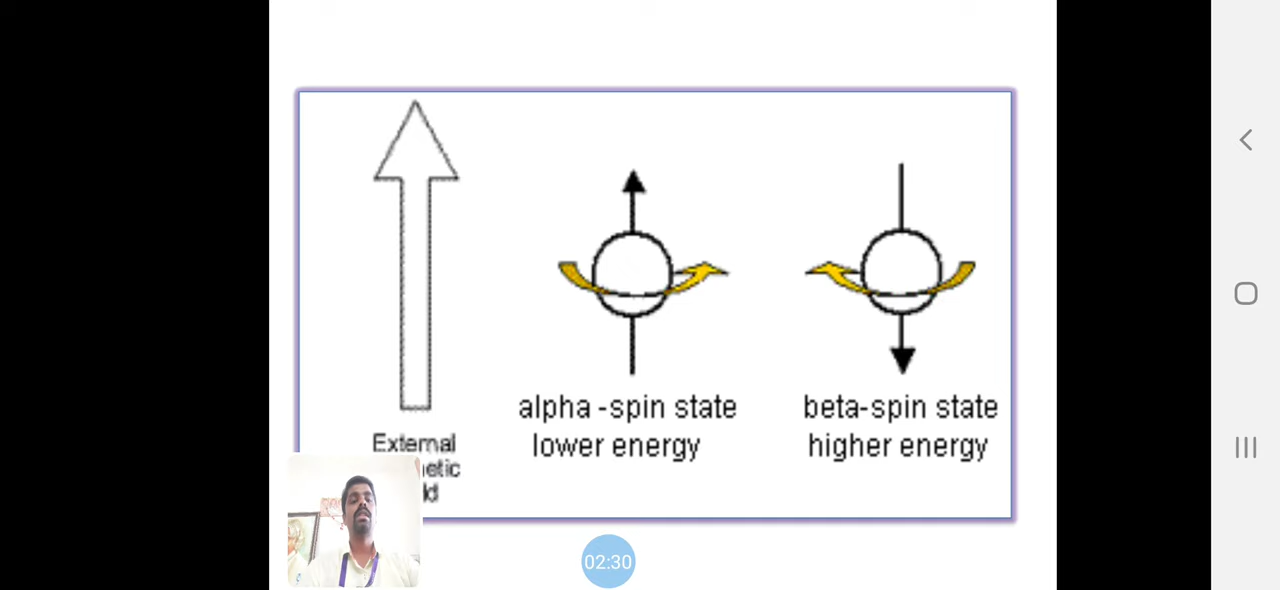 External
alpha -spin state
lower energy
beta-spin state
higher energy
02:30